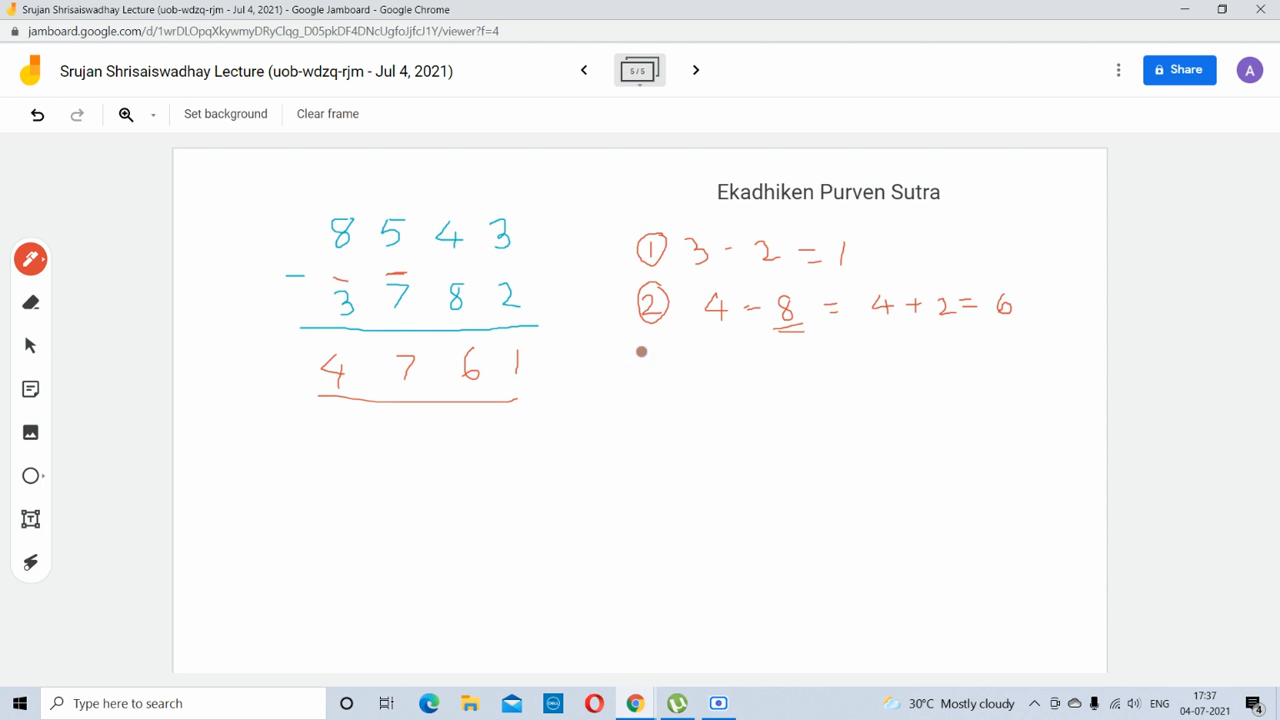 Srujan Shrisaiswadhay Lecture (uob-wdzq-rjm - Jul 4, 2021) - Google Jamboard - Google Chrome
jamboard.google.com/d/1wrDLOpqXkywmyDRyClqg_D05pkDF4DNcUgfoJjfcJ1Y/viewer?f=4
Srujan Shrisaiswadhay Lecture (uob-wdzq-rjm - Jul 4, 2021)
5 / 5
Share
A
Set background
Clear frame
Ekadhiken Purven Sutra
8 5 4 3
- 3 7 8 2
4 7 6 1
① 3 - 2 = 1
② 4 - 8 = 4 + 2 = 6
Type here to search
30°C Mostly cloudy
ENG
17:37
04-07-2021
4